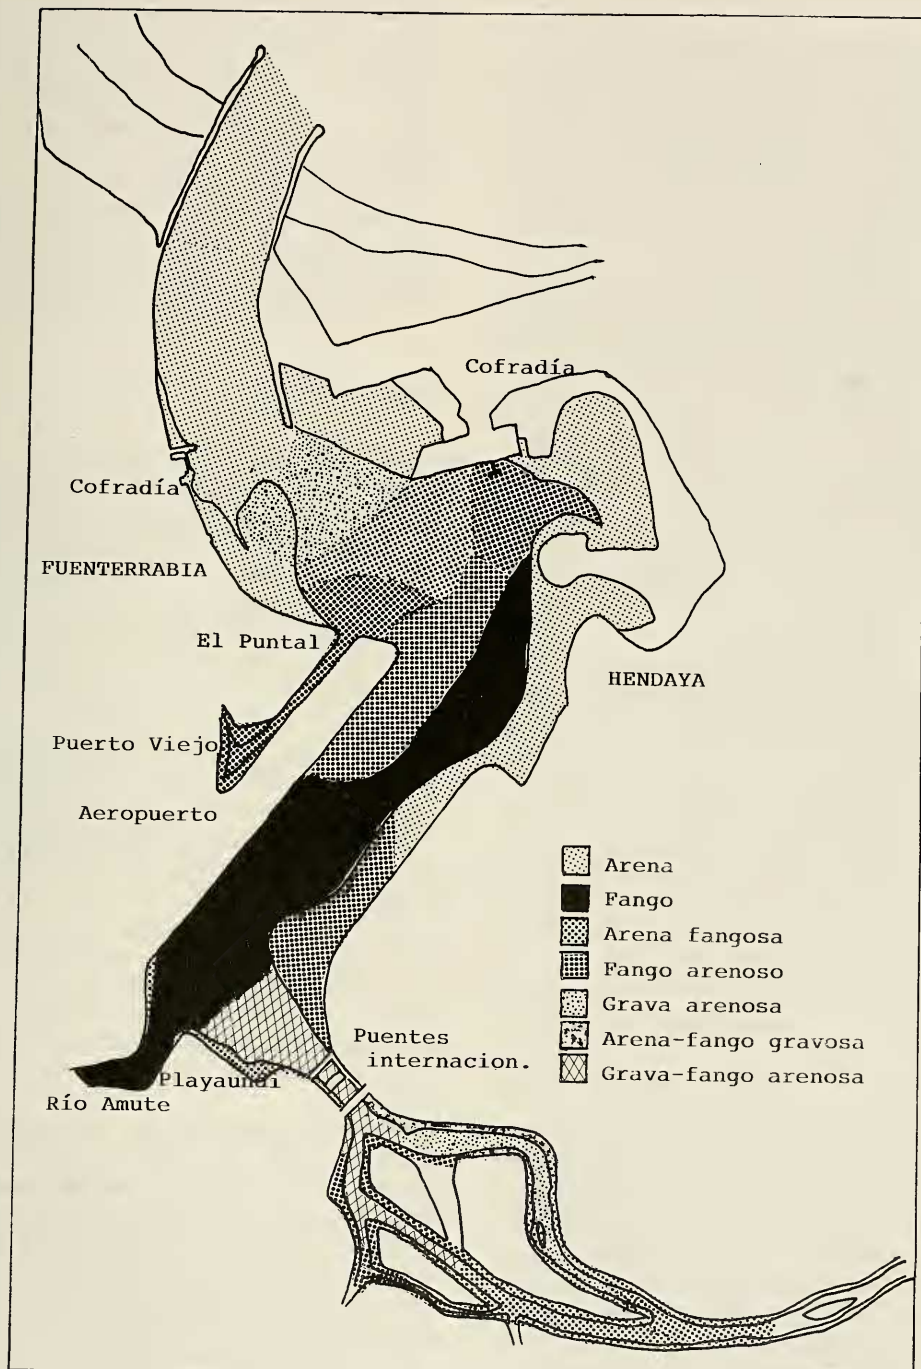 Cofradía
Cofradía
FUENTERRABIA
El Puntal
HENDAYA
Puerto Viejo
Aeropuerto
Arena
Fango
Arena fangosa
Fango arenoso
Grava arenosa
Arena-fango gravosa
Grava-fango arenosa
Puentes
internacion.
Playaundi
Río Amute